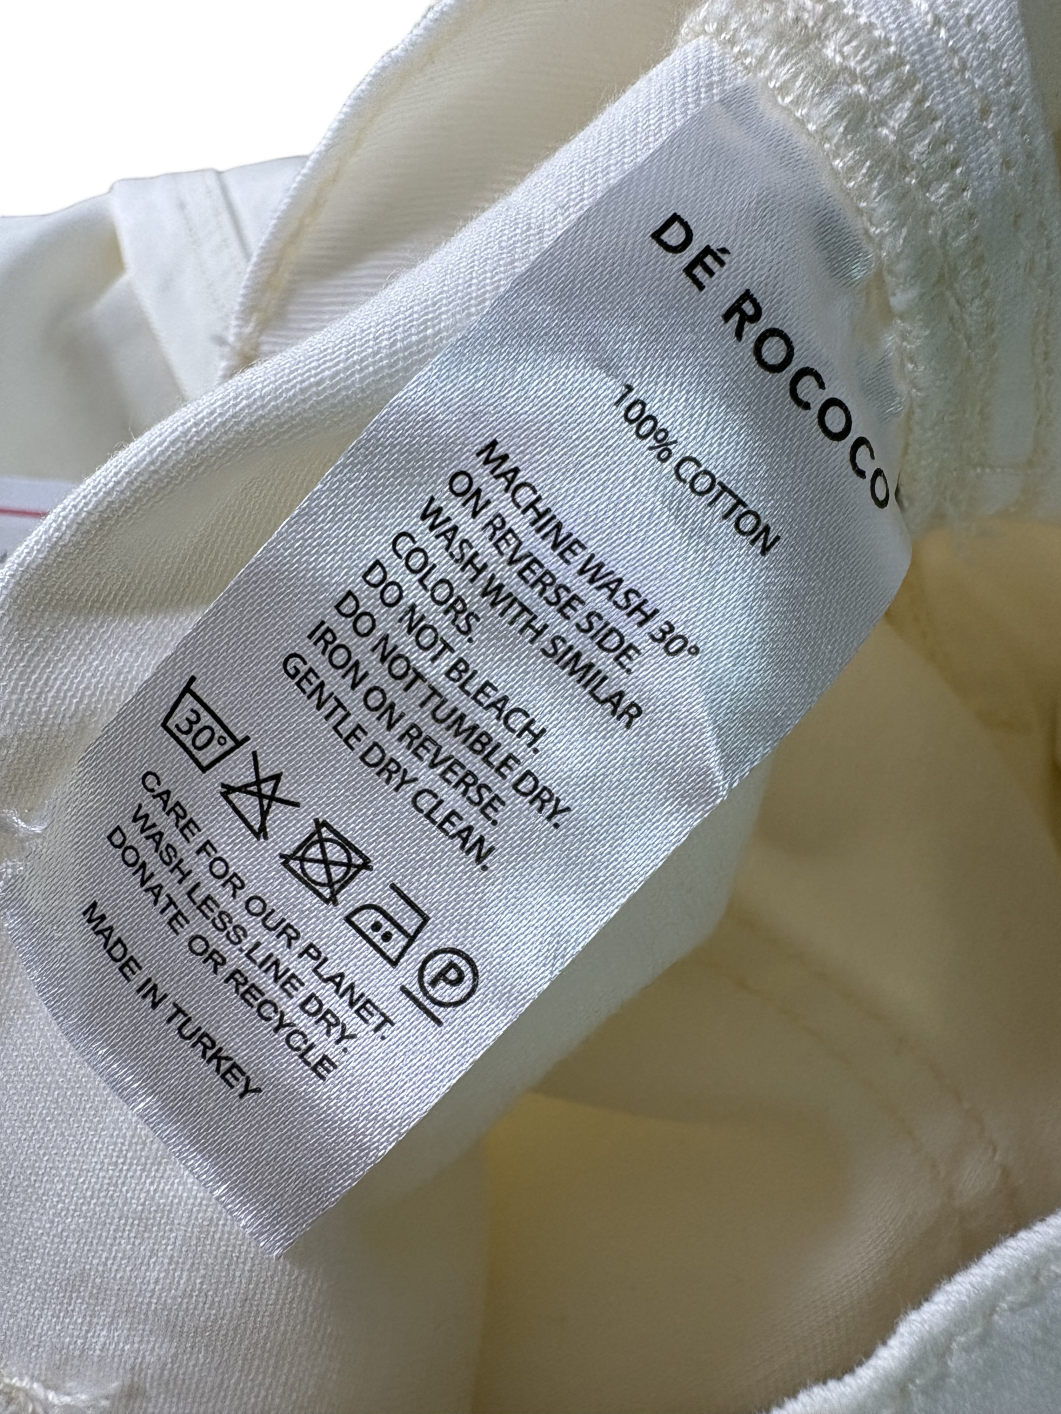 DÉ ROCOCO
100% COTTON
MACHINE WASH 30°
ON REVERSE SIDE.
WASH WITH SIMILAR
COLORS.
DO NOT BLEACH.
DO NOT TUMBLE DRY.
IRON ON REVERSE.
GENTLE DRY CLEAN.
30° P
CARE FOR OUR PLANET.
WASH LESS.LINE DRY.
DONATE OR RECYCLE
MADE IN TURKEY